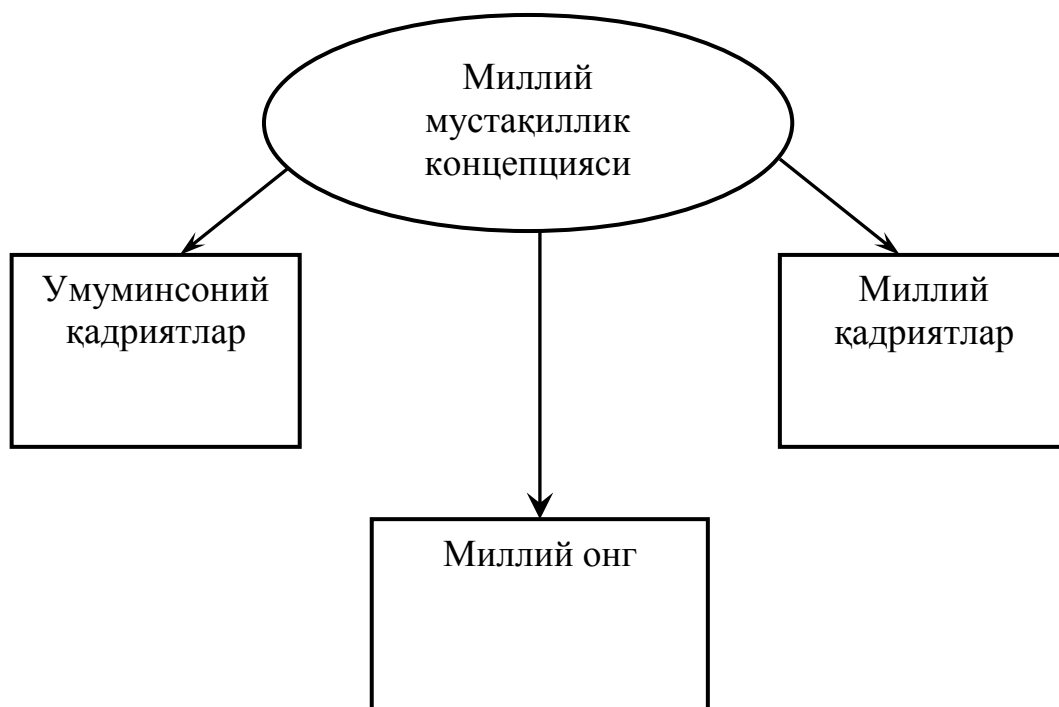 Миллий
мустақиллик
концепцияси
Умуминсоний
қадриятлар
Миллий
қадриятлар
Миллий онг